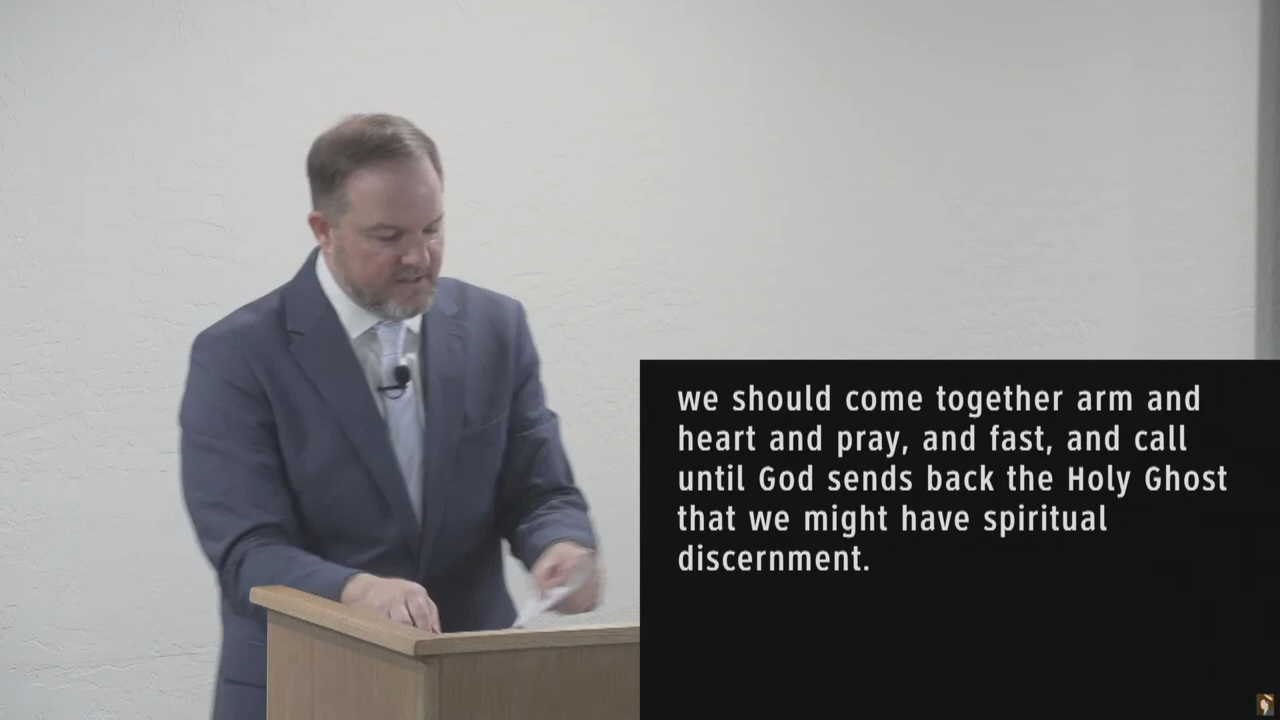 we should come together arm and
heart and pray, and fast, and call
until God sends back the Holy Ghost
that we might have spiritual
discernment.